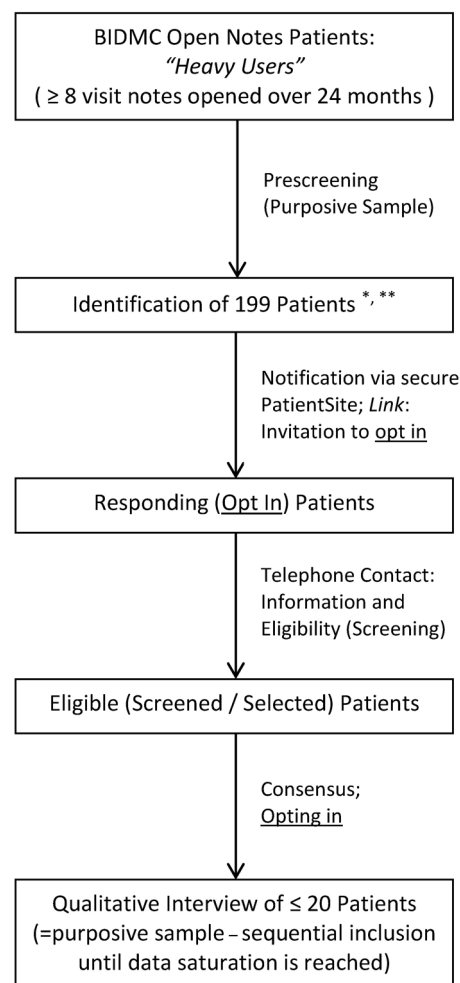 BIDMC Open Notes Patients:
“Heavy Users”
( ≥ 8 visit notes opened over 24 months )
Prescreening
(Purposive Sample)
Identification of 199 Patients *, **
Notification via secure
PatientSite; Link:
Invitation to opt in
Responding (Opt In) Patients
Telephone Contact:
Information and
Eligibility (Screening)
Eligible (Screened / Selected) Patients
Consensus;
Opting in
Qualitative Interview of ≤ 20 Patients
(=purposive sample – sequential inclusion
until data saturation is reached)